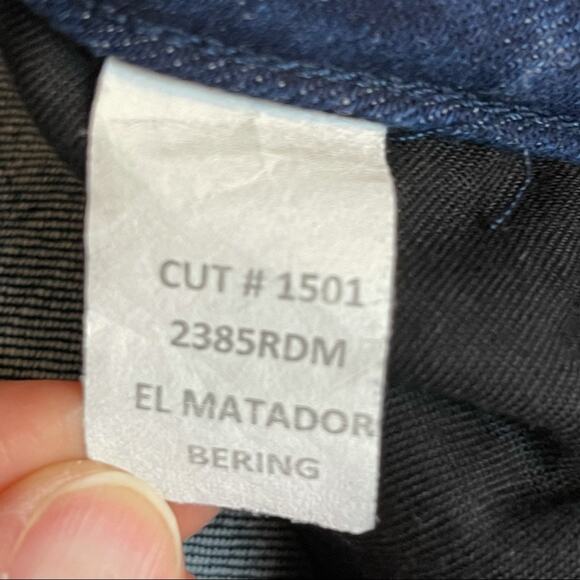 CUT # 1501
2385RDM
EL MATADOR
BERING